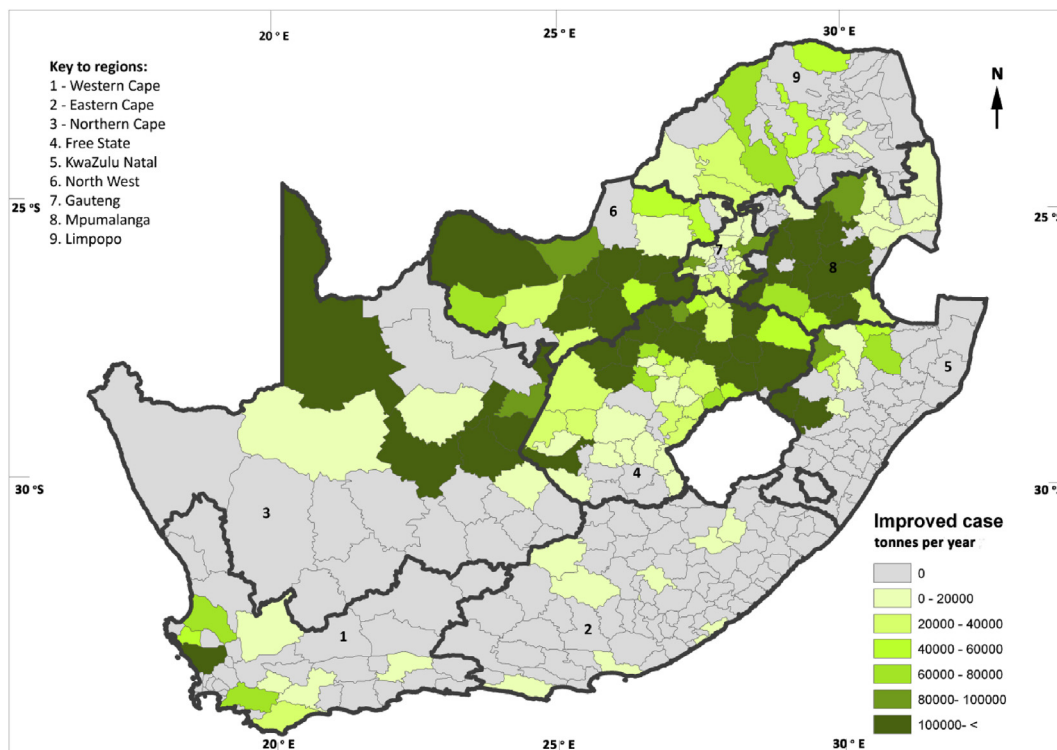 20° E
25° E
30° E
Key to regions:
1 - Western Cape
2 - Eastern Cape
3 - Northern Cape
4. Free State
5. KwaZulu Natal
6. North West
7. Gauteng
8. Mpumalanga
9. Limpopo
N
9
25°
°S
6
25°
7
8
5
30°
°S
4
30°
3
Improved case
tonnes per year
0
0 - 20000
20000 - 40000
40000 - 60000
60000 - 80000
80000- 100000
100000- <
1
2
20° E
25° E
30° E